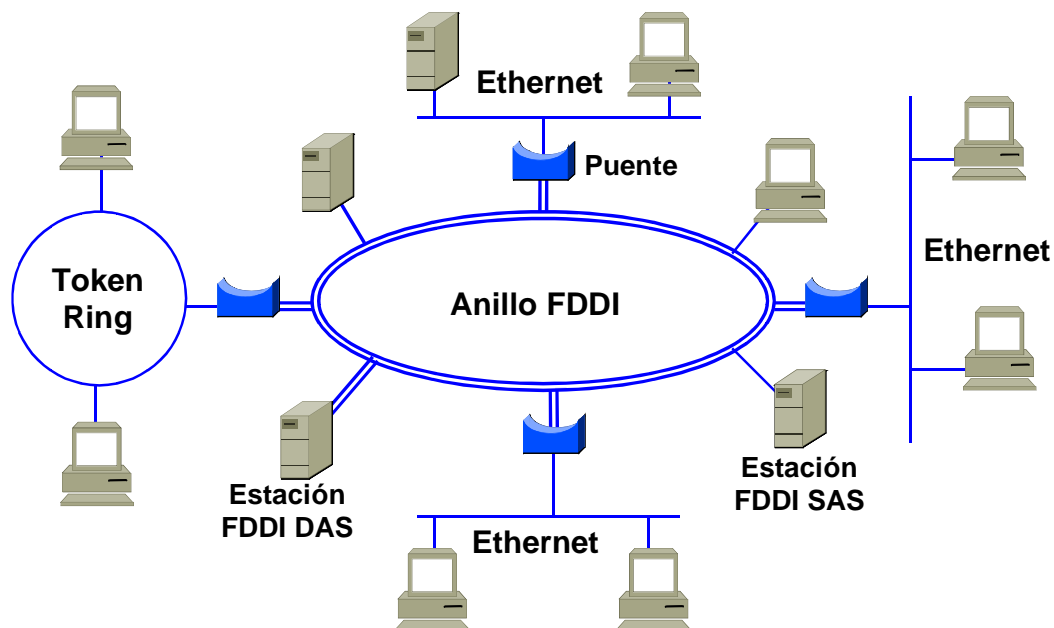 Ethernet
Puente
Token
Ring
Anillo FDDI
Ethernet
Estación
FDDI DAS
Estación
FDDI SAS
Ethernet